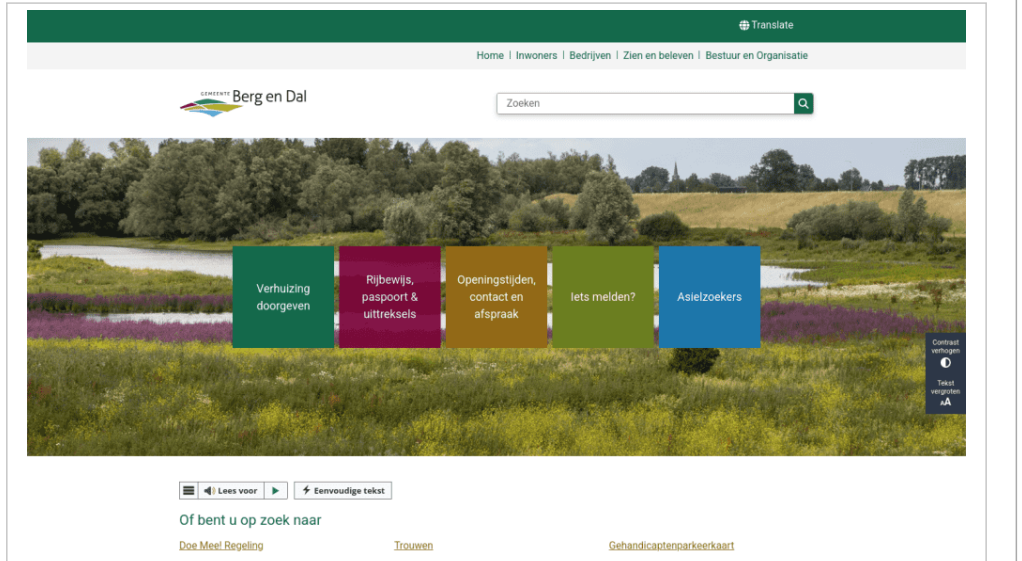 Translate
Home | Inwoners | Bedrijven | Zien en beleven | Bestuur en Organisatie
GEMEENTE Berg en Dal
Zoeken
Verhuizing
doorgeven
Rijbewijs,
paspoort &
uittreksels
Openingstijden,
contact en
afspraak
Iets melden?
Asielzoekers
Contrast
verhogen
Tekst
vergroten
AA
Lees voor
Eenvoudige tekst
Of bent u op zoek naar
Doe Mee! Regeling
Trouwen
Gehandicaptenparkeerkaart